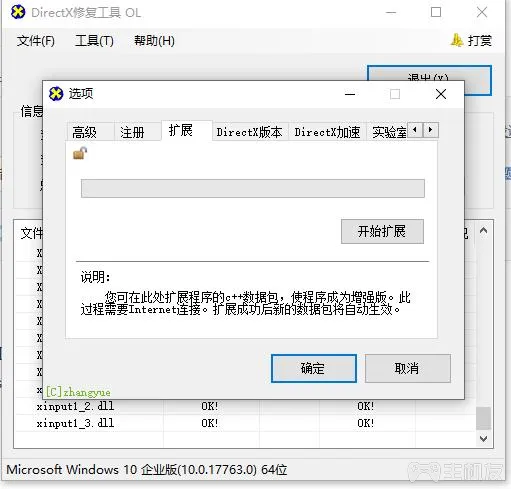 DirectX修复工具 OL
文件(F) 工具(T) 帮助(H) 打赏
退出(X)
选项
高级 注册 扩展 DirectX版本 DirectX加速 实验室
开始扩展
说明:
您可在此处扩展程序的c++数据包，使程序成为增强版。此
过程需要Internet连接。扩展成功后新的数据包将自动生效。
确定 取消
[C]zhangyue
xinput1_2.dll OK! OK!
xinput1_3.dll OK! OK!
Microsoft Windows 10 企业版(10.0.17763.0) 64位